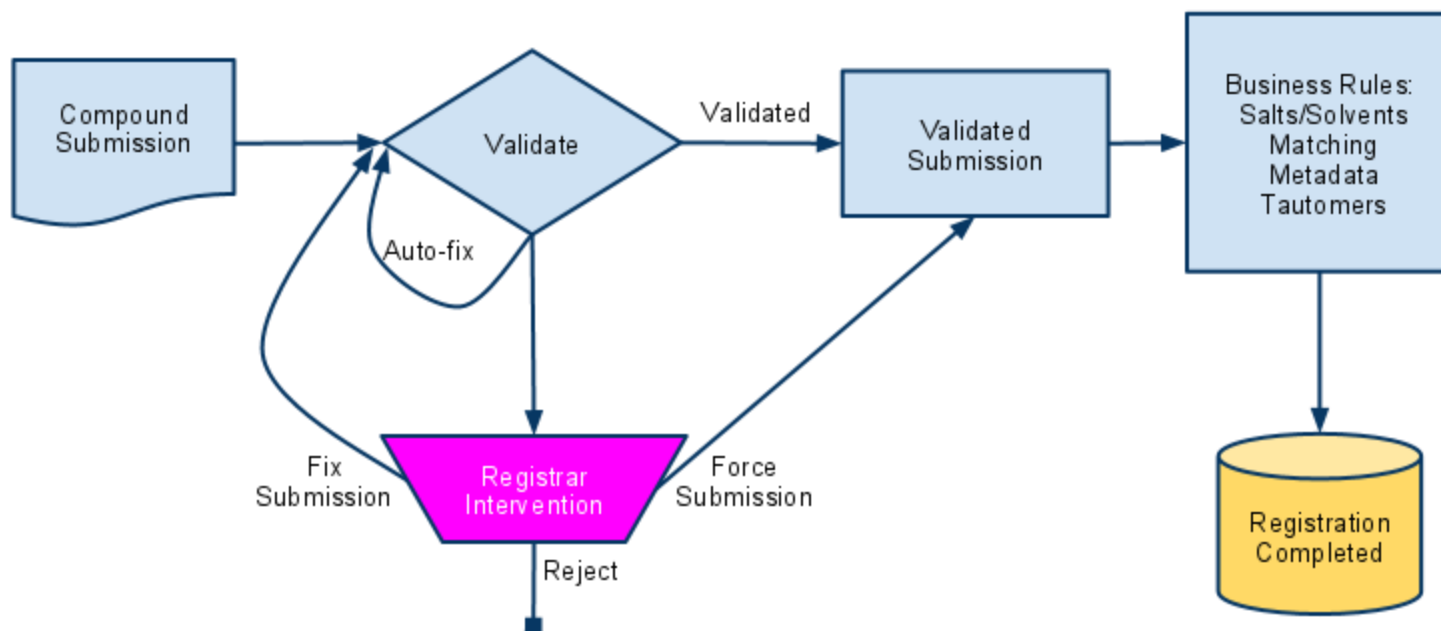 Compound
Submission
Validate
Validated
Validated
Submission
Business Rules:
Salts/Solvents
Matching
Metadata
Tautomers
Auto-fix
Fix
Submission
Registrar
Intervention
Force
Submission
Reject
Registration
Completed